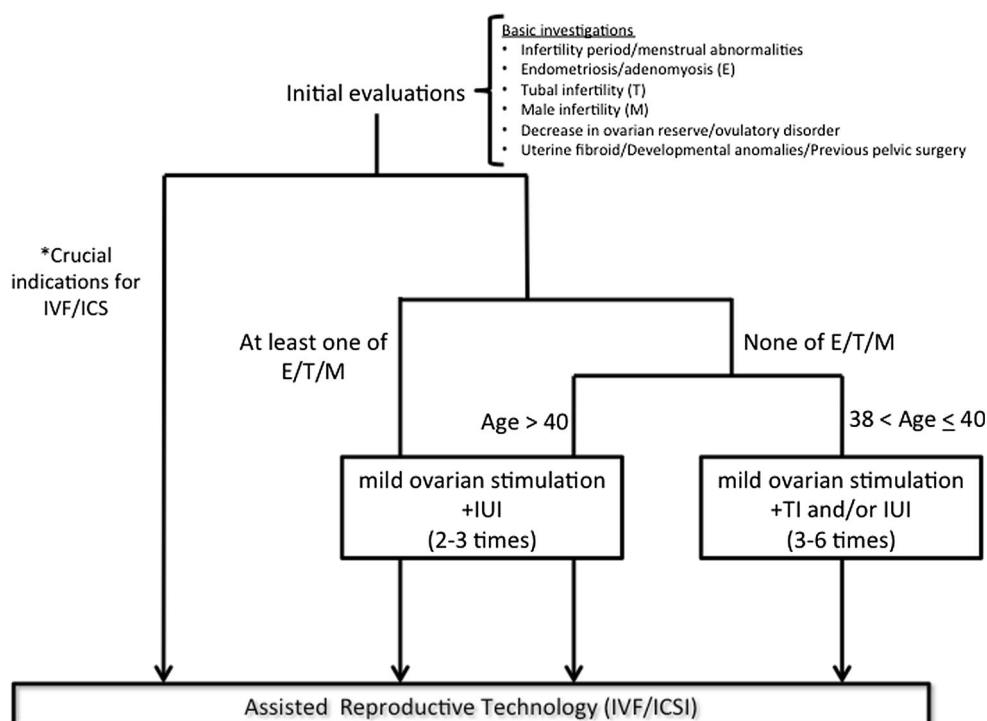 Basic investigations
• Infertility period/menstrual abnormalities
• Endometriosis/adenomyosis (E)
• Tubal infertility (T)
• Male infertility (M)
• Decrease in ovarian reserve/ovulatory disorder
• Uterine fibroid/Developmental anomalies/Previous pelvic surgery
Initial evaluations
*Crucial
indications for
IVF/ICS
At least one of
E/T/M
None of E/T/M
Age > 40
38 < Age ≤ 40
mild ovarian stimulation
+IUI
(2-3 times)
mild ovarian stimulation
+TI and/or IUI
(3-6 times)
Assisted Reproductive Technology (IVF/ICSI)